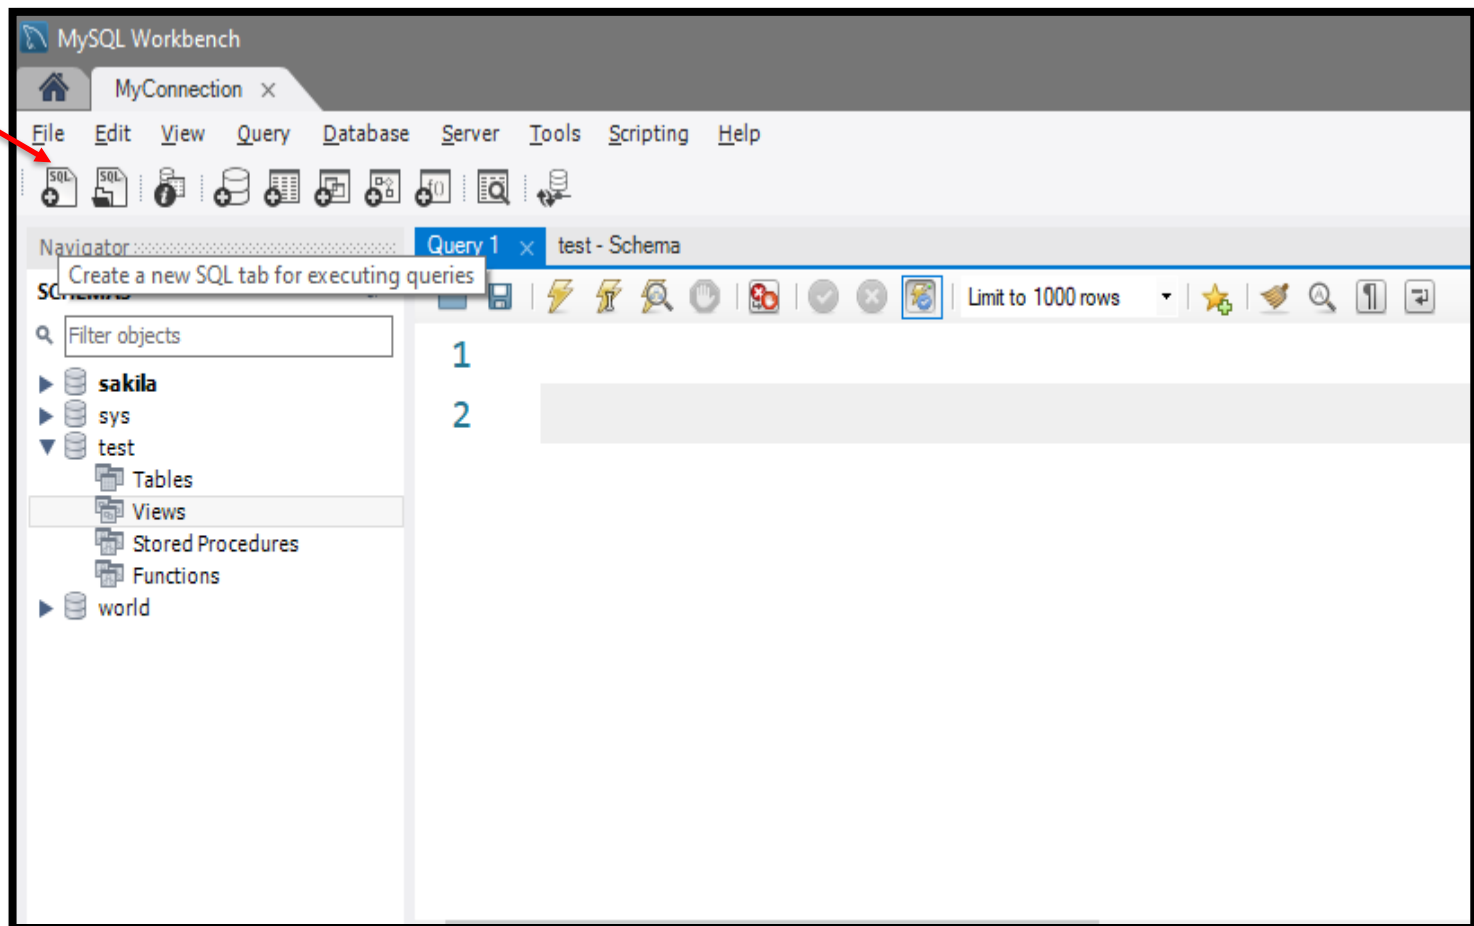 MySQL Workbench
MyConnection
File Edit View Query Database Server Tools Scripting Help
SQL SQL
Navigator Query 1 test - Schema
Create a new SQL tab for executing queries
Limit to 1000 rows
Filter objects
1
sakila
sys
2
test
Tables
Views
Stored Procedures
Functions
world